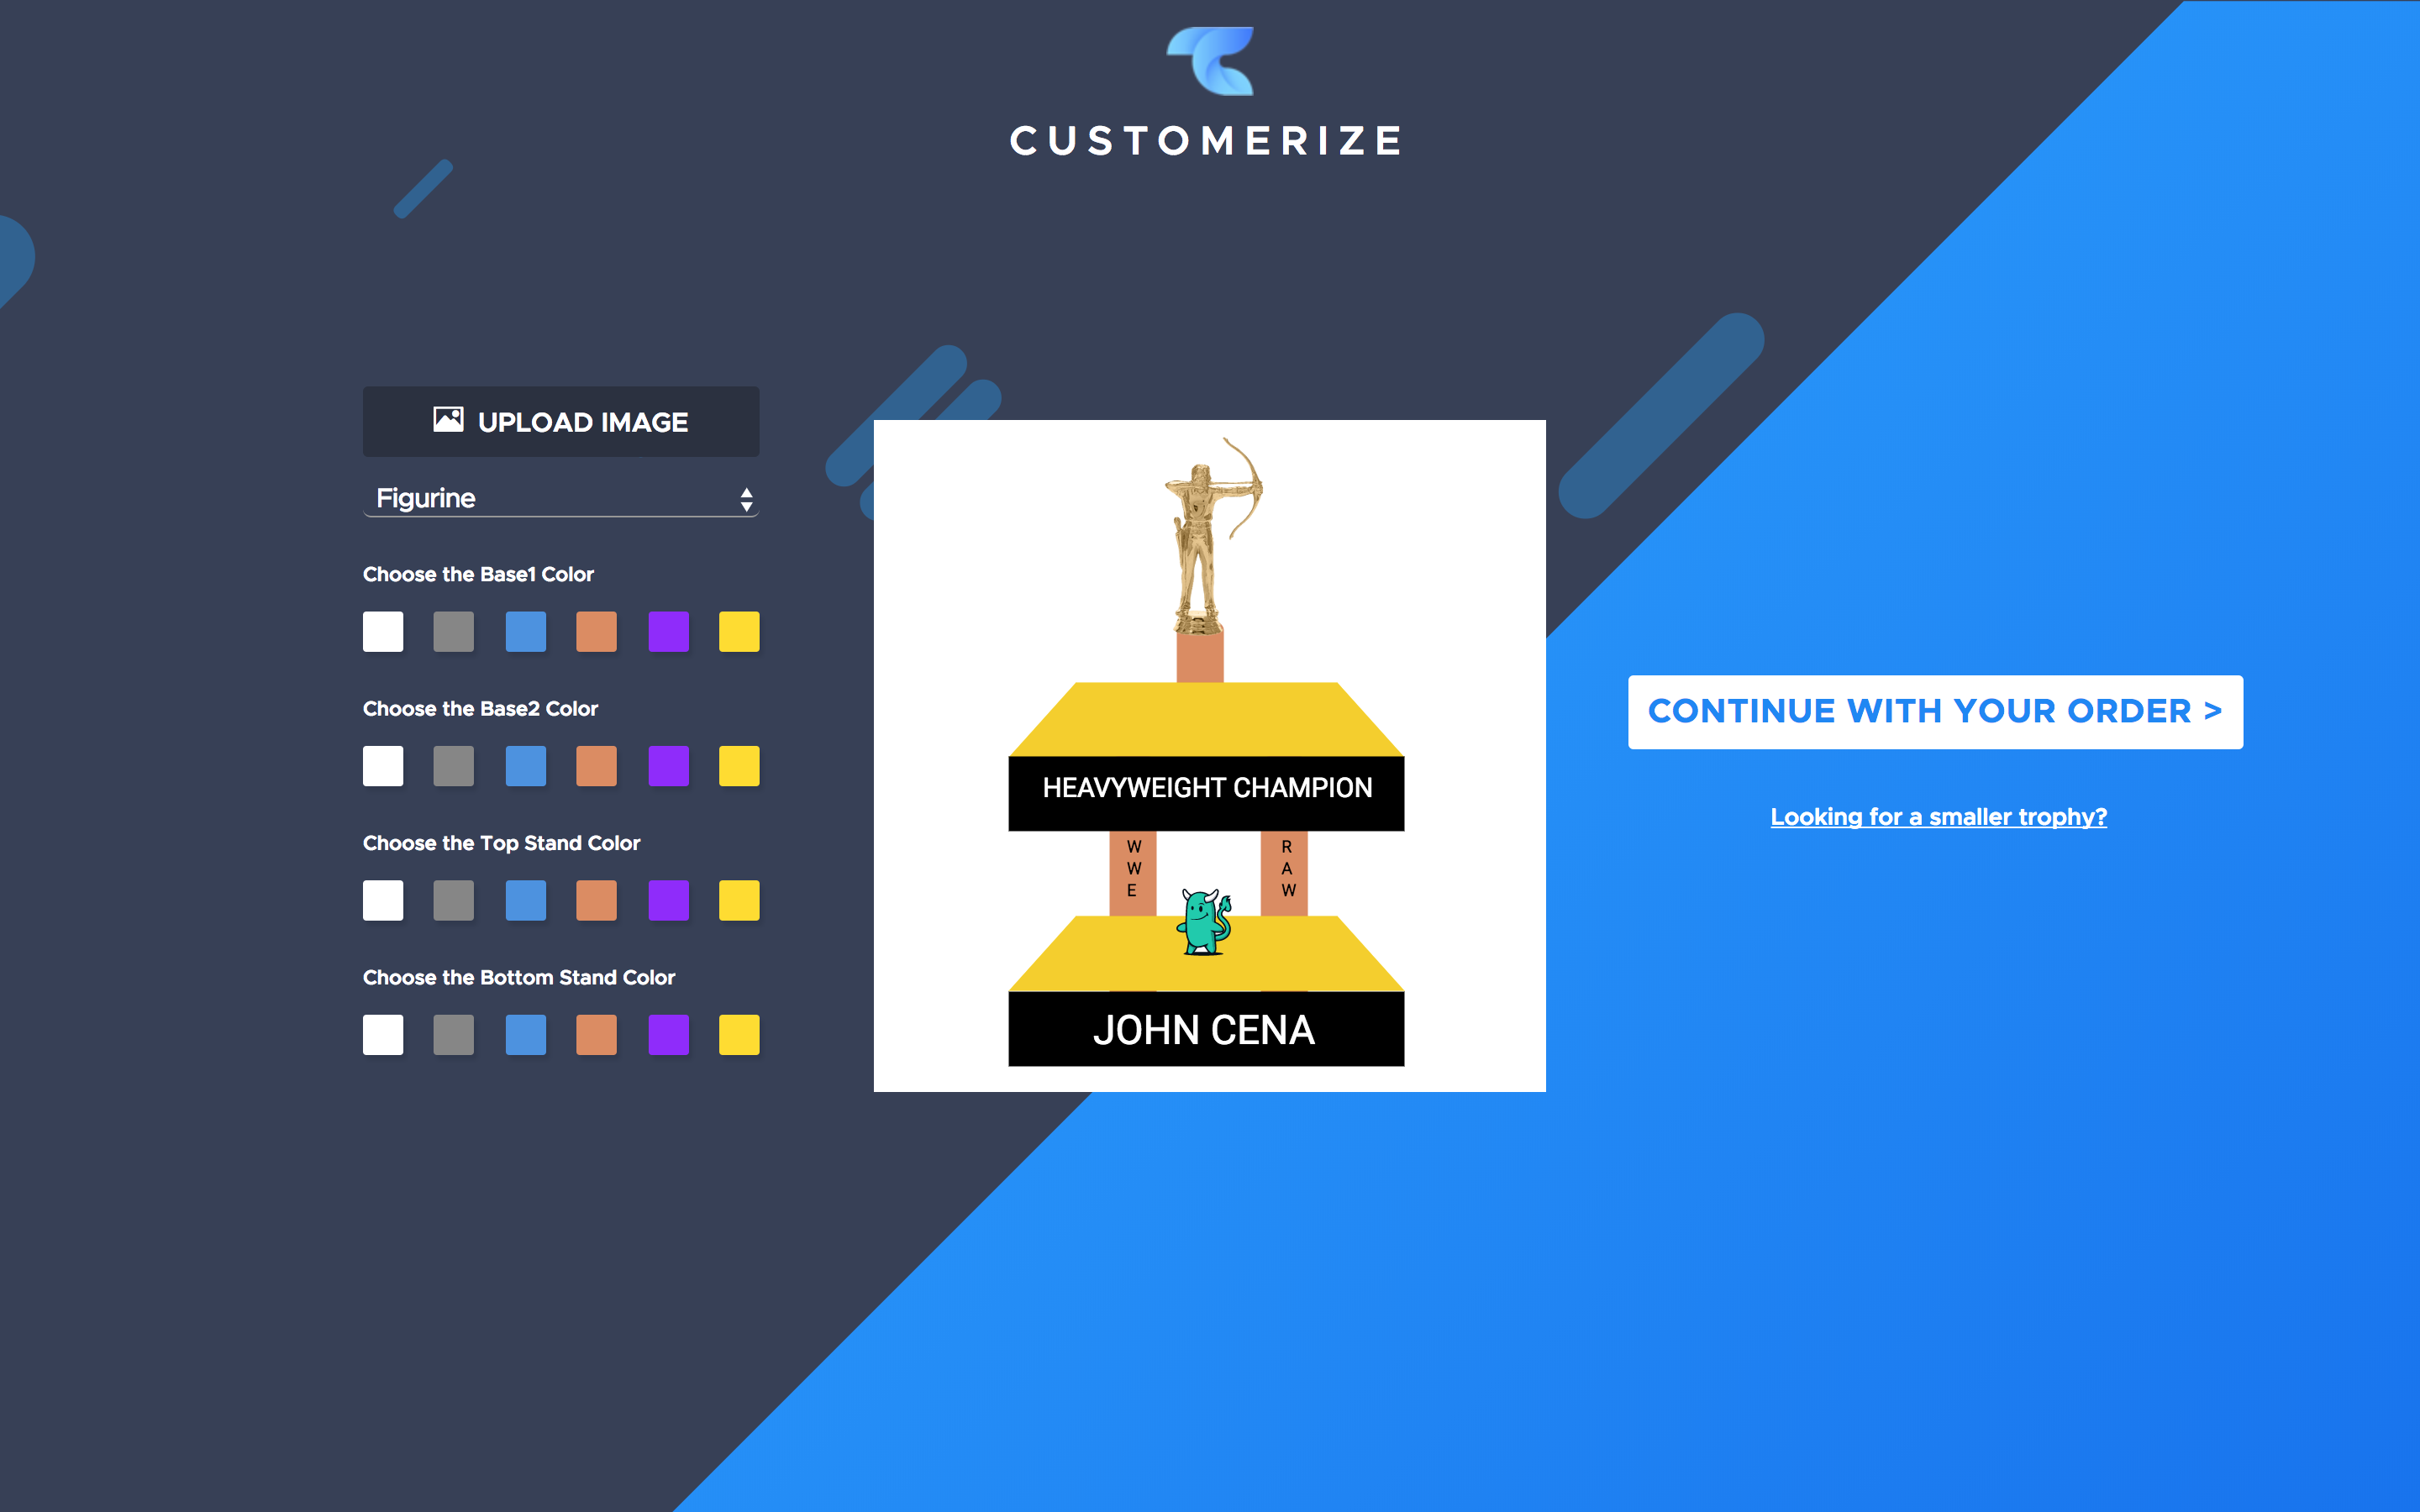 CUSTOMERIZE
UPLOAD IMAGE
Figurine
Choose the Base1 Color
Choose the Base2 Color
Choose the Top Stand Color
Choose the Bottom Stand Color
HEAVYWEIGHT CHAMPION
W
W
E
R
A
W
JOHN CENA
CONTINUE WITH YOUR ORDER >
Looking for a smaller trophy?